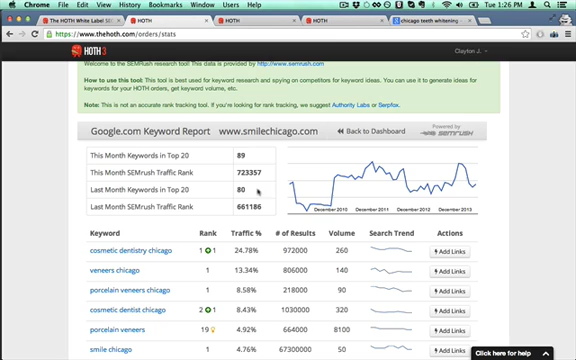 Chrome File Edit View History Bookmarks Window Users Help
Tue 1:26 PM
The HOTH White Label SE
HOTH
HOTH
HOTH
chicago teeth whitening
https://www.thehoth.com/orders/stats
HOTH 3
Clayton J.
Welcome to the SEMRush research tool! This data is provided by http://www.semrush.com
How to use this tool: This tool is best used for keyword research and spying on competitors for keyword ideas. You can use it to generate ideas for
keywords for your HOTH orders, get keyword volume, etc.
Note: This is not an accurate rank tracking tool. If you're looking for rank tracking, we suggest Authority Labs or Serpfox.
Google.com Keyword Report www.smilechicago.com Back to Dashboard
Powered by
SEMRUSH
This Month Keywords in Top 20 89
This Month SEMrush Traffic Rank 723357
Last Month Keywords in Top 20 80
Last Month SEMrush Traffic Rank 661186
December 2010 December 2011 December 2012 December 2013
Keyword Rank Traffic % # of Results Volume Search Trend Actions
cosmetic dentistry chicago 1 1 24.78% 972000 260 Add Links
veneers chicago 1 13.34% 806000 140 Add Links
porcelain veneers chicago 1 8.58% 218000 90 Add Links
cosmetic dentist chicago 2 1 8.43% 1030000 320 Add Links
porcelain veneers 19 4.92% 664000 8100 Add Links
smile chicago 1 4.76% 67300000 50 Add Links
Click here for help